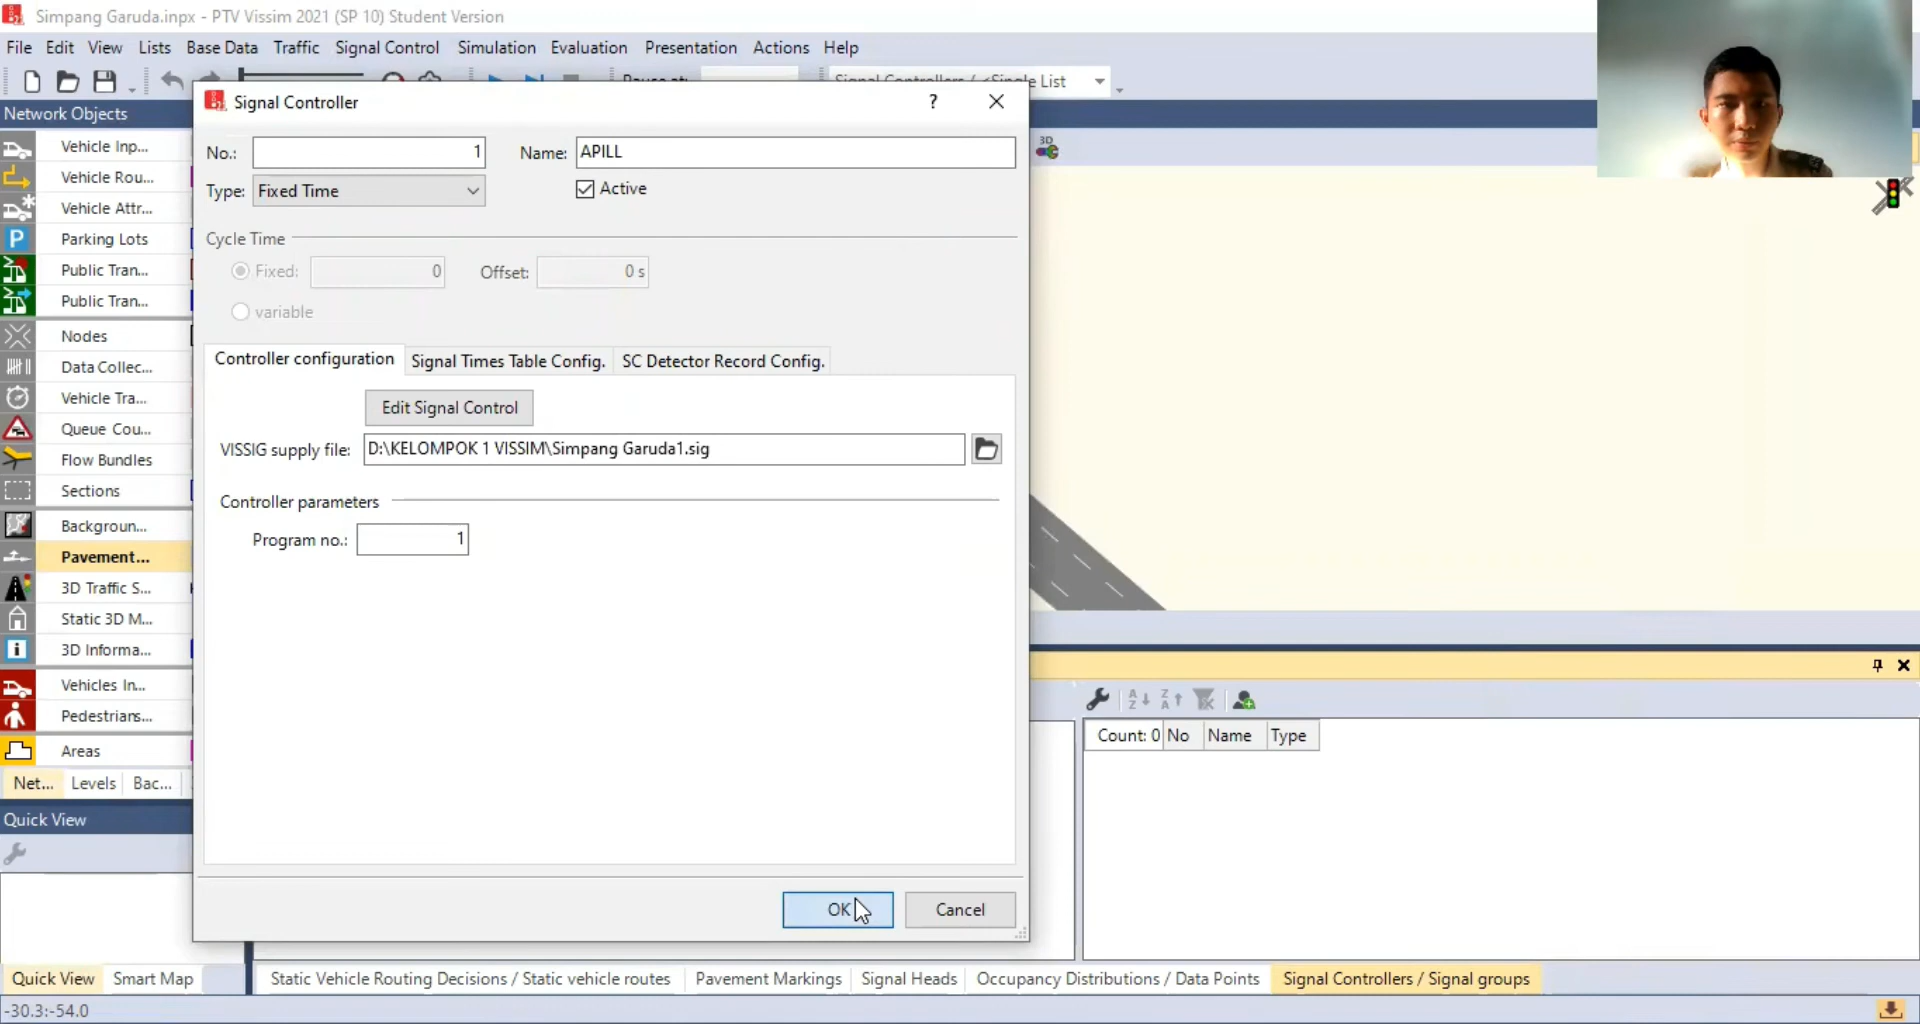 Simpang Garuda.inpx - PTV Vissim 2021 (SP 10) Student Version
File Edit View Lists Base Data Traffic Signal Control Simulation Evaluation Presentation Actions Help
Pause at: Signal Controllers / <Single List
Network Objects
Signal Controller ?
No.: 1 Name: APILL
Type: Fixed Time Active
Cycle Time
Fixed: 0 Offset: 0 s
variable
Controller configuration Signal Times Table Config. SC Detector Record Config.
Edit Signal Control
VISSIG supply file: D:\KELOMPOK 1 VISSIM\Simpang Garuda1.sig
Controller parameters
Program no.: 1
OK Cancel
Vehicle Inp...
Vehicle Rou...
Vehicle Attr...
Parking Lots
Public Tran...
Public Tran...
Nodes
Data Collec...
Vehicle Tra...
Queue Cou...
Flow Bundles
Sections
Backgroun...
Pavement...
3D Traffic S...
Static 3D M...
3D Informa...
Vehicles In...
Pedestrians...
Areas
Net... Levels Bac...
Quick View
3D
Count: 0 No Name Type
Quick View Smart Map
Static Vehicle Routing Decisions / Static vehicle routes Pavement Markings Signal Heads Occupancy Distributions / Data Points Signal Controllers / Signal groups
-30.3:-54.0